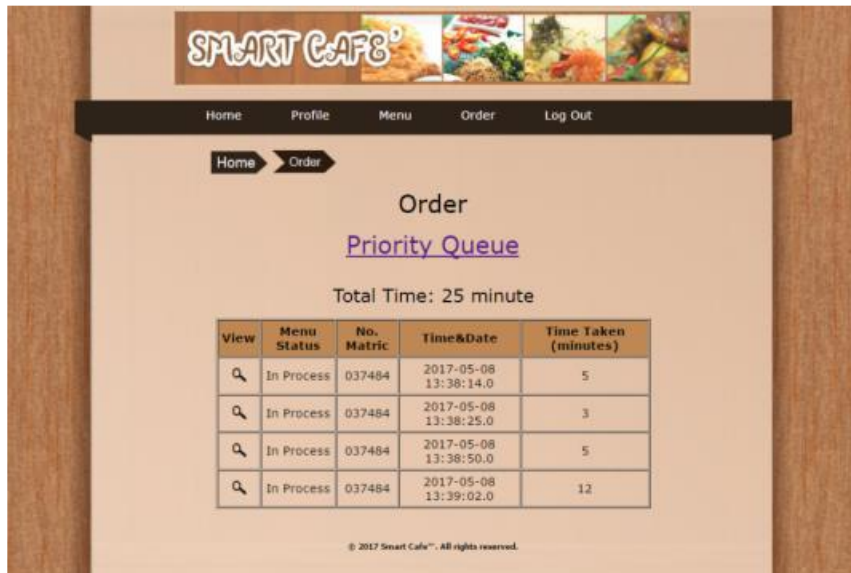 SMART CAFE'
Home Profile Menu Order Log Out
Home Order
Order
Priority Queue
Total Time: 25 minute
View Menu Status No. Matric Time&Date Time Taken (minutes)
In Process 037484 2017-05-08 13:38:14.0 5
In Process 037484 2017-05-08 13:38:25.0 3
In Process 037484 2017-05-08 13:38:50.0 5
In Process 037484 2017-05-08 13:39:02.0 12
© 2017 Smart Cafe'". All rights reserved.